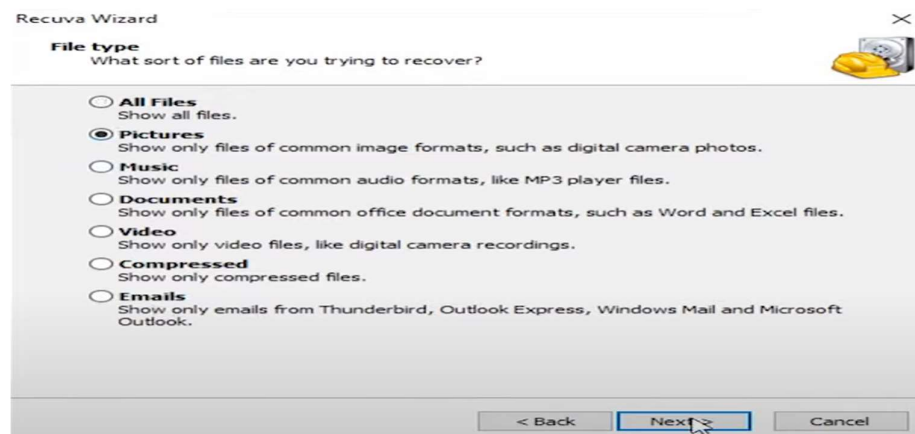 Recuva Wizard
File type
What sort of files are you trying to recover?
All Files
Show all files.
Pictures
Show only files of common image formats, such as digital camera photos.
Music
Show only files of common audio formats, like MP3 player files.
Documents
Show only files of common office document formats, such as Word and Excel files.
Video
Show only video files, like digital camera recordings.
Compressed
Show only compressed files.
Emails
Show only emails from Thunderbird, Outlook Express, Windows Mail and Microsoft
Outlook.
< Back Next > Cancel